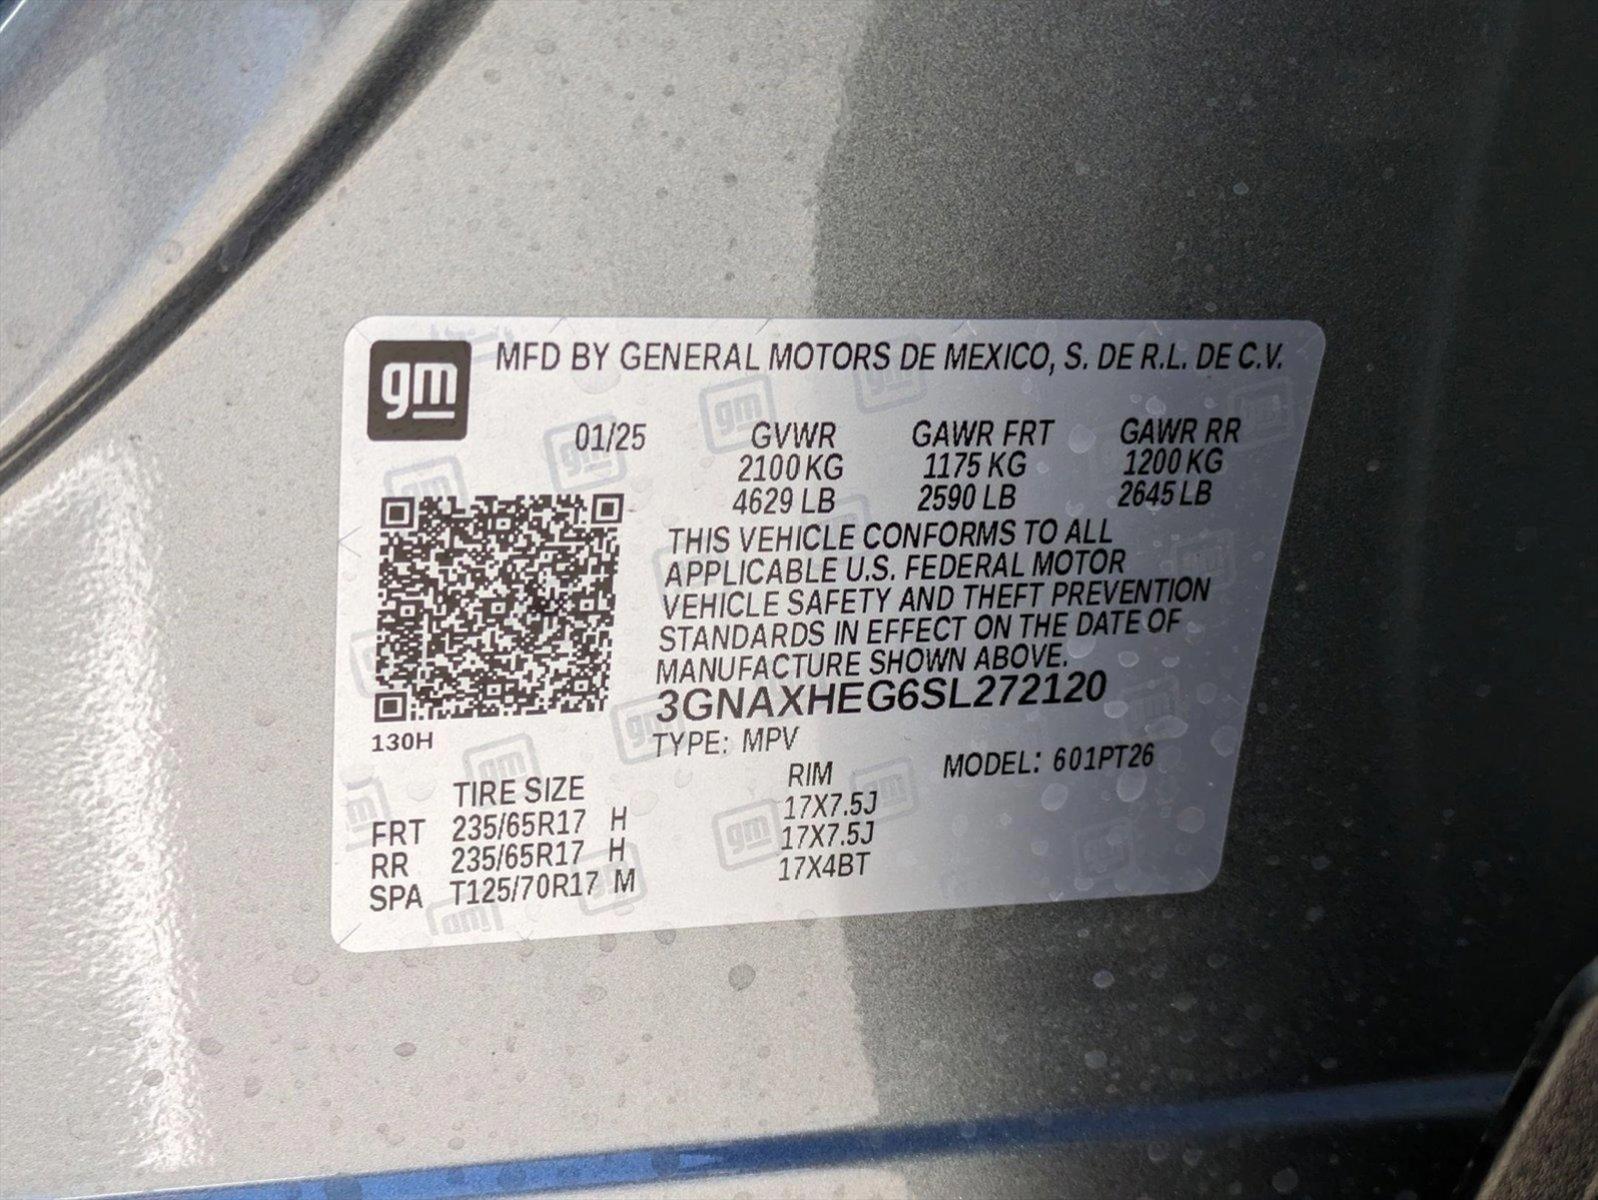 gm
MFD BY GENERAL MOTORS DE MEXICO, S. DE R.L. DE C.V.
01/25 GVWR GAWR FRT GAWR RR
2100 KG 1175 KG 1200 KG
4629 LB 2590 LB 2645 LB
THIS VEHICLE CONFORMS TO ALL
APPLICABLE U.S. FEDERAL MOTOR
VEHICLE SAFETY AND THEFT PREVENTION
STANDARDS IN EFFECT ON THE DATE OF
MANUFACTURE SHOWN ABOVE.
3GNAXHEG6SL272120
130H
TYPE: MPV MODEL: 601PT26
TIRE SIZE RIM
FRT 235/65R17 H 17X7.5J
RR 235/65R17 H 17X7.5J
SPA T125/70R17 M 17X4BT